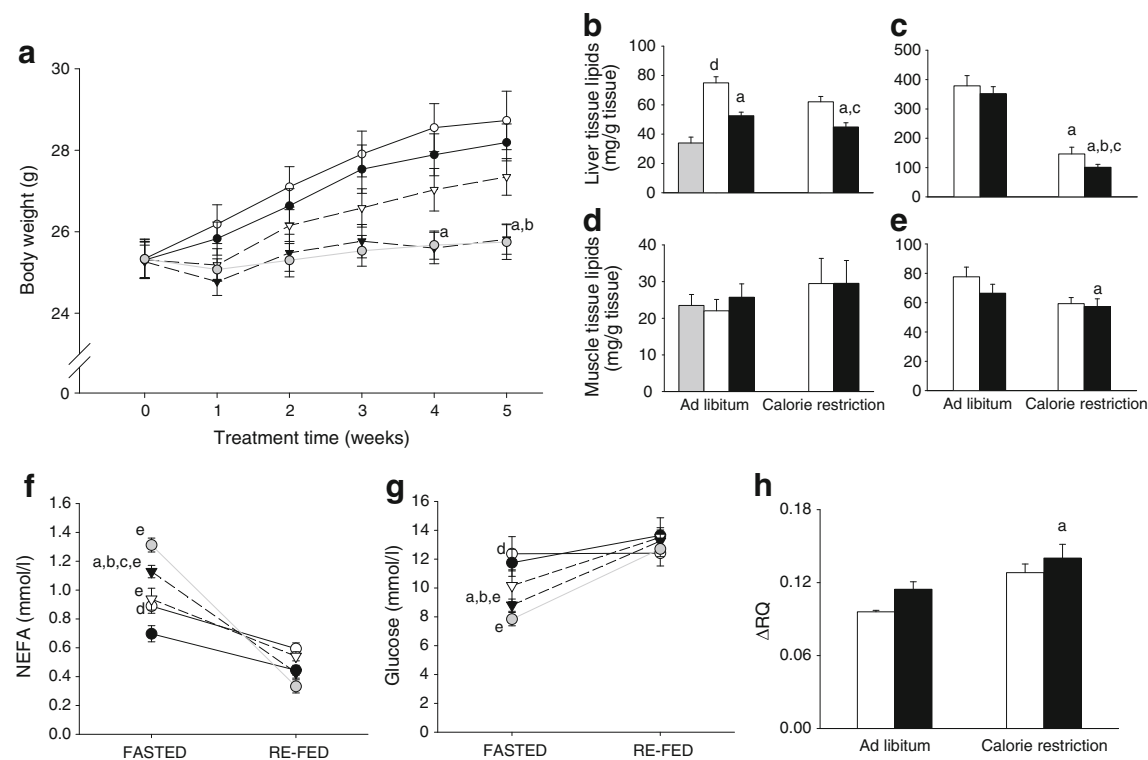 a
30
28
26
24
0
Body weight (g)
a
a,b
0 1 2 3 4 5
Treatment time (weeks)
b
100
80
60
40
20
0
Liver tissue lipids
(mg/g tissue)
d
a
a,c
c
500
400
300
200
100
0
a
a,b,c
d
40
30
20
10
0
Muscle tissue lipids
(mg/g tissue)
Ad libitum Calorie restriction
e
100
80
60
40
20
0
a
Ad libitum Calorie restriction
f
1.6
1.4
1.2
1.0
0.8
0.6
0.4
0.2
0.0
NEFA (mmol/l)
e
a,b,c,e
e
d
FASTED RE-FED
g
16
14
12
10
8
6
4
2
0
Glucose (mmol/l)
d
a,b,e
e
FASTED RE-FED
h
0.18
0.12
0.06
0.00
ΔRQ
a
Ad libitum Calorie restriction